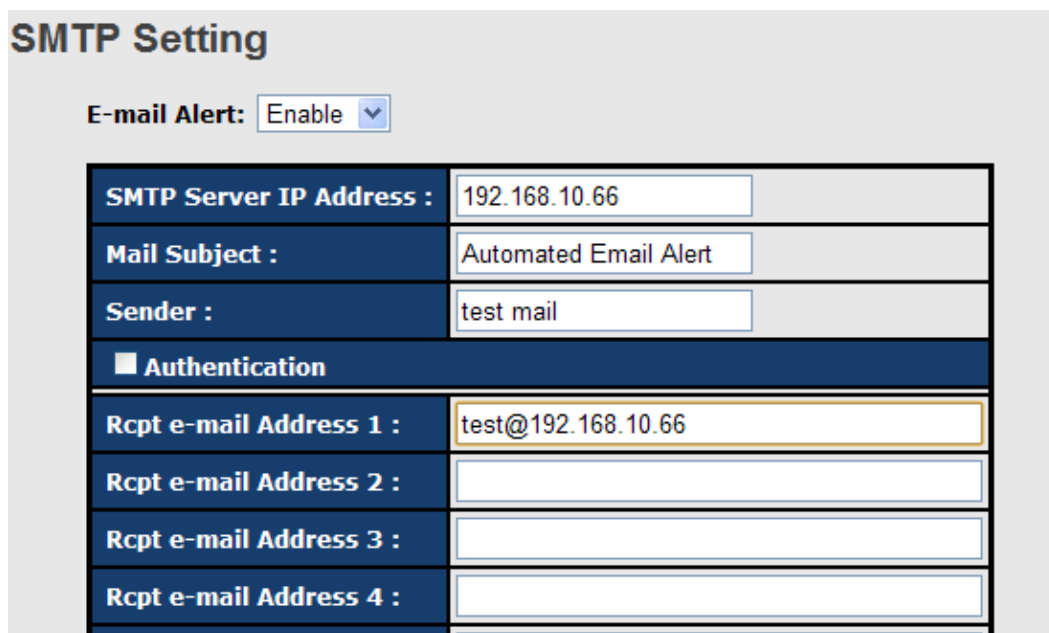 SMTP Setting
E-mail Alert: Enable
SMTP Server IP Address : 192.168.10.66
Mail Subject : Automated Email Alert
Sender : test mail
Authentication
Rcpt e-mail Address 1 : test@192.168.10.66
Rcpt e-mail Address 2 :
Rcpt e-mail Address 3 :
Rcpt e-mail Address 4 :